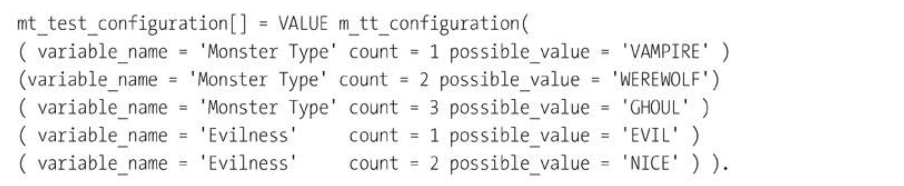 mt_test_configuration[] = VALUE m_tt_configuration(
( variable_name = 'Monster Type' count = 1 possible_value = 'VAMPIRE' )
(variable_name = 'Monster Type' count = 2 possible_value = 'WEREWOLF')
( variable_name = 'Monster Type' count = 3 possible_value = 'GHOUL' )
( variable_name = 'Evilness'     count = 1 possible_value = 'EVIL' )
( variable_name = 'Evilness'     count = 2 possible_value = 'NICE' ) ).